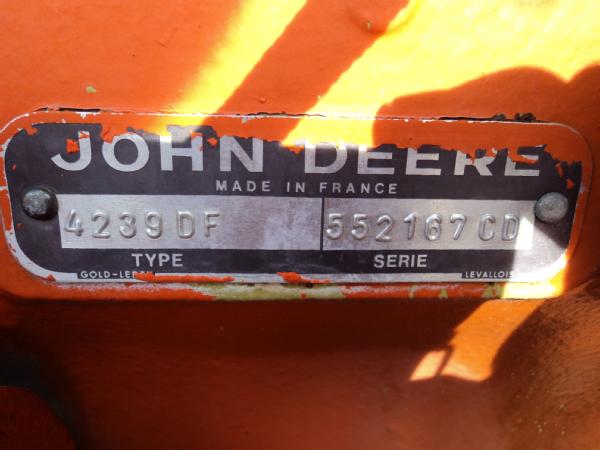 JOHN DEERE
MADE IN FRANCE
4239DF 552167CD
TYPE SERIE
LEVALLOIS